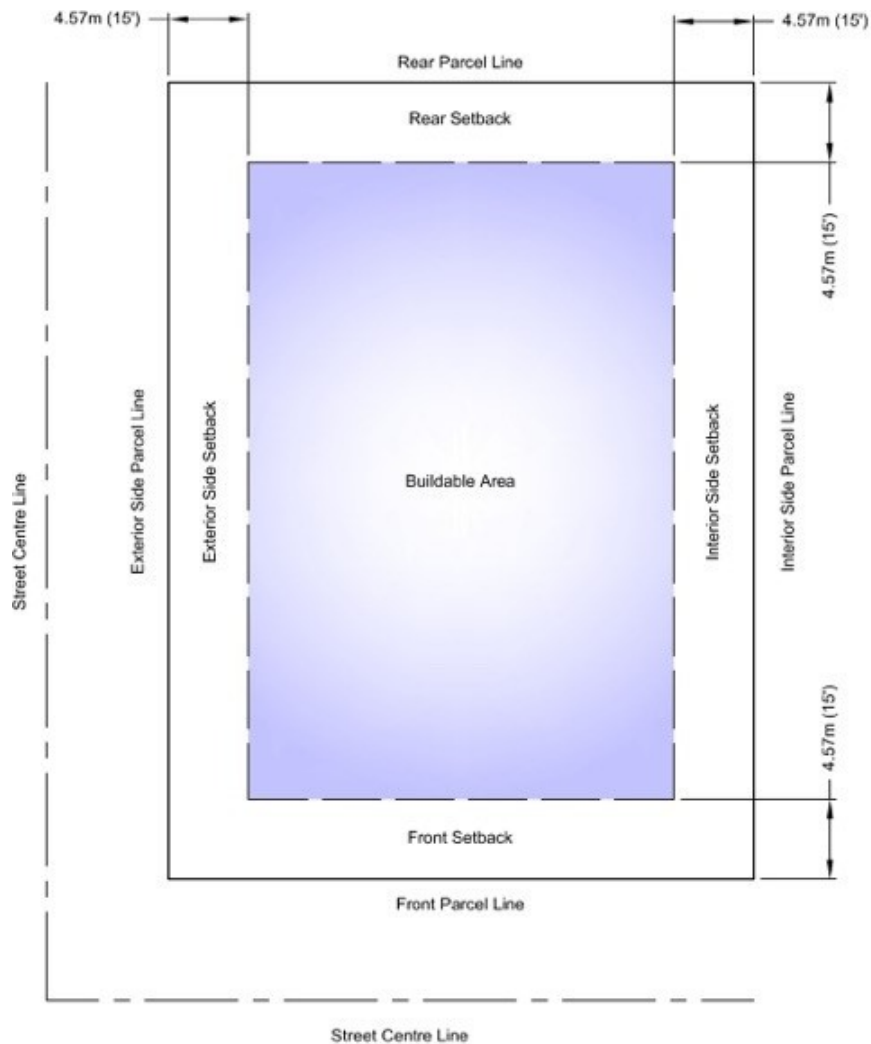 4.57m (15')
4.57m (15')
Rear Parcel Line
Rear Setback
4.57m (15')
Street Centre Line
Exterior Side Parcel Line
Exterior Side Setback
Buildable Area
Interior Side Setback
Interior Side Parcel Line
4.57m (15')
Front Setback
Front Parcel Line
Street Centre Line